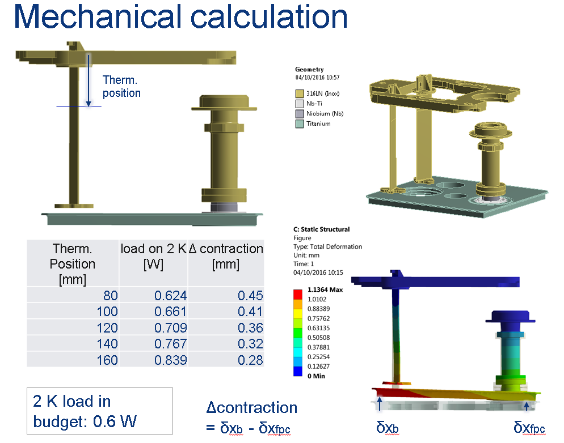 Mechanical calculation
Therm.
position
Geometry
04/10/2016 10:57
316LN (Inox)
Nb-Ti
Niobium (Nb)
Titanium
Therm. Position [mm] load on 2 K [W] Δ contraction [mm]
80 0.624 0.45
100 0.661 0.41
120 0.709 0.36
140 0.767 0.32
160 0.839 0.28
C: Static Structural
Figure
Type: Total Deformation
Unit: mm
Time: 1
04/10/2016 10:15
1.1364 Max
1.0102
0.88389
0.75762
0.63135
0.50508
0.37881
0.25254
0.12627
0 Min
2 K load in
budget: 0.6 W
Δcontraction
= δxb - δxfpc
δxb
δxfpc